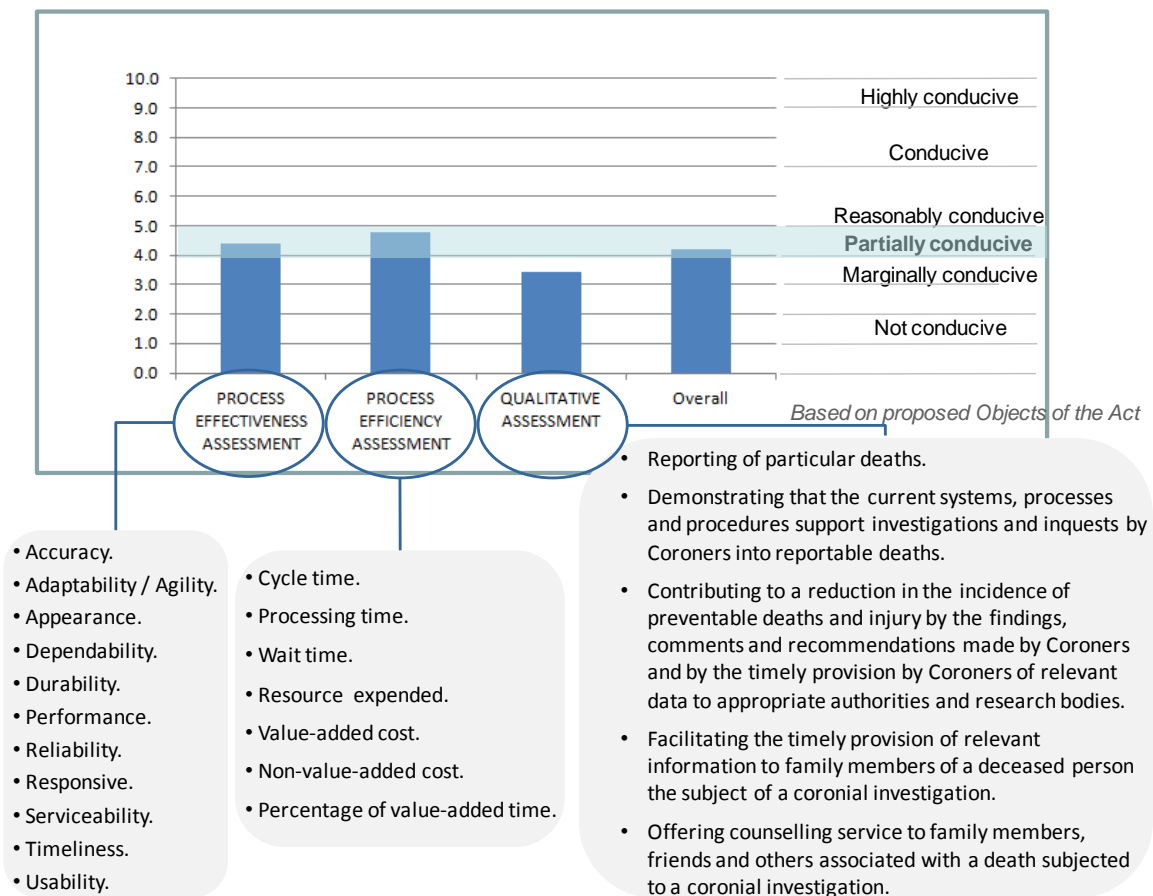 10.0
9.0
8.0
7.0
6.0
5.0
4.0
3.0
2.0
1.0
0.0
Highly conducive
Conducive
Reasonably conducive
Partially conducive
Marginally conducive
Not conducive
PROCESS
EFFECTIVENESS
ASSESSMENT
PROCESS
EFFICIENCY
ASSESSMENT
QUALITATIVE
ASSESSMENT
Overall
Based on proposed Objects of the Act
• Accuracy.
• Adaptability / Agility.
• Appearance.
• Dependability.
• Durability.
• Performance.
• Reliability.
• Responsive.
• Serviceability.
• Timeliness.
• Usability.
• Cycle time.
• Processing time.
• Wait time.
• Resource expended.
• Value-added cost.
• Non-value-added cost.
• Percentage of value-added time.
• Reporting of particular deaths.
• Demonstrating that the current systems, processes
and procedures support investigations and inquests by
Coroners into reportable deaths.
• Contributing to a reduction in the incidence of
preventable deaths and injury by the findings,
comments and recommendations made by Coroners
and by the timely provision by Coroners of relevant
data to appropriate authorities and research bodies.
• Facilitating the timely provision of relevant
information to family members of a deceased person
the subject of a coronial investigation.
• Offering counselling service to family members,
friends and others associated with a death subjected
to a coronial investigation.